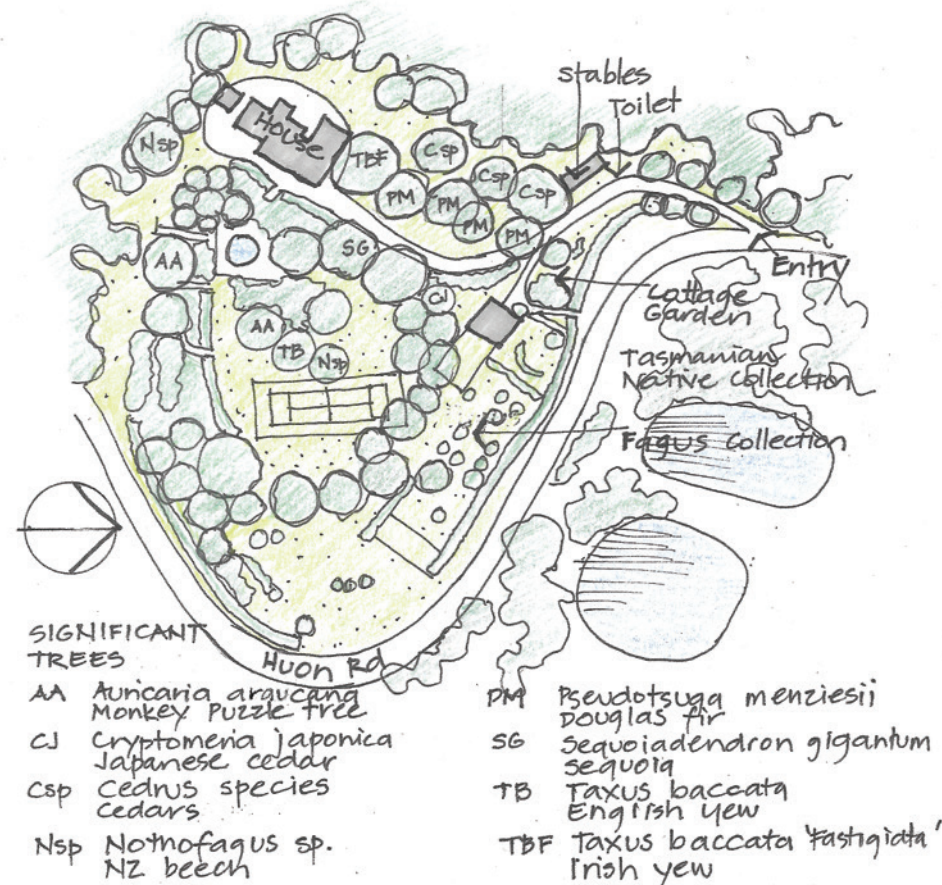 stables
Toilet
House
Nsp
TBF
Csp
Csp
Csp
PM
PM
PM
PM
AA
SG
CJ
Entry
Cottage
Garden
AA
TB
Nsp
Tasmanian
Native Collection
Fagus Collection
Huon Rd
SIGNIFICANT
TREES
AA Auricaria araucana
Monkey Puzzle tree
CJ Cryptomeria japonica
Japanese cedar
Csp Cedrus species
cedars
Nsp Nothofagus sp.
NZ beech
PM Pseudotsuga menziesii
Douglas fir
SG Sequoiadendron gigantum
sequoia
TB Taxus baccata
English yew
TBF Taxus baccata 'Fastigiata'
Irish yew